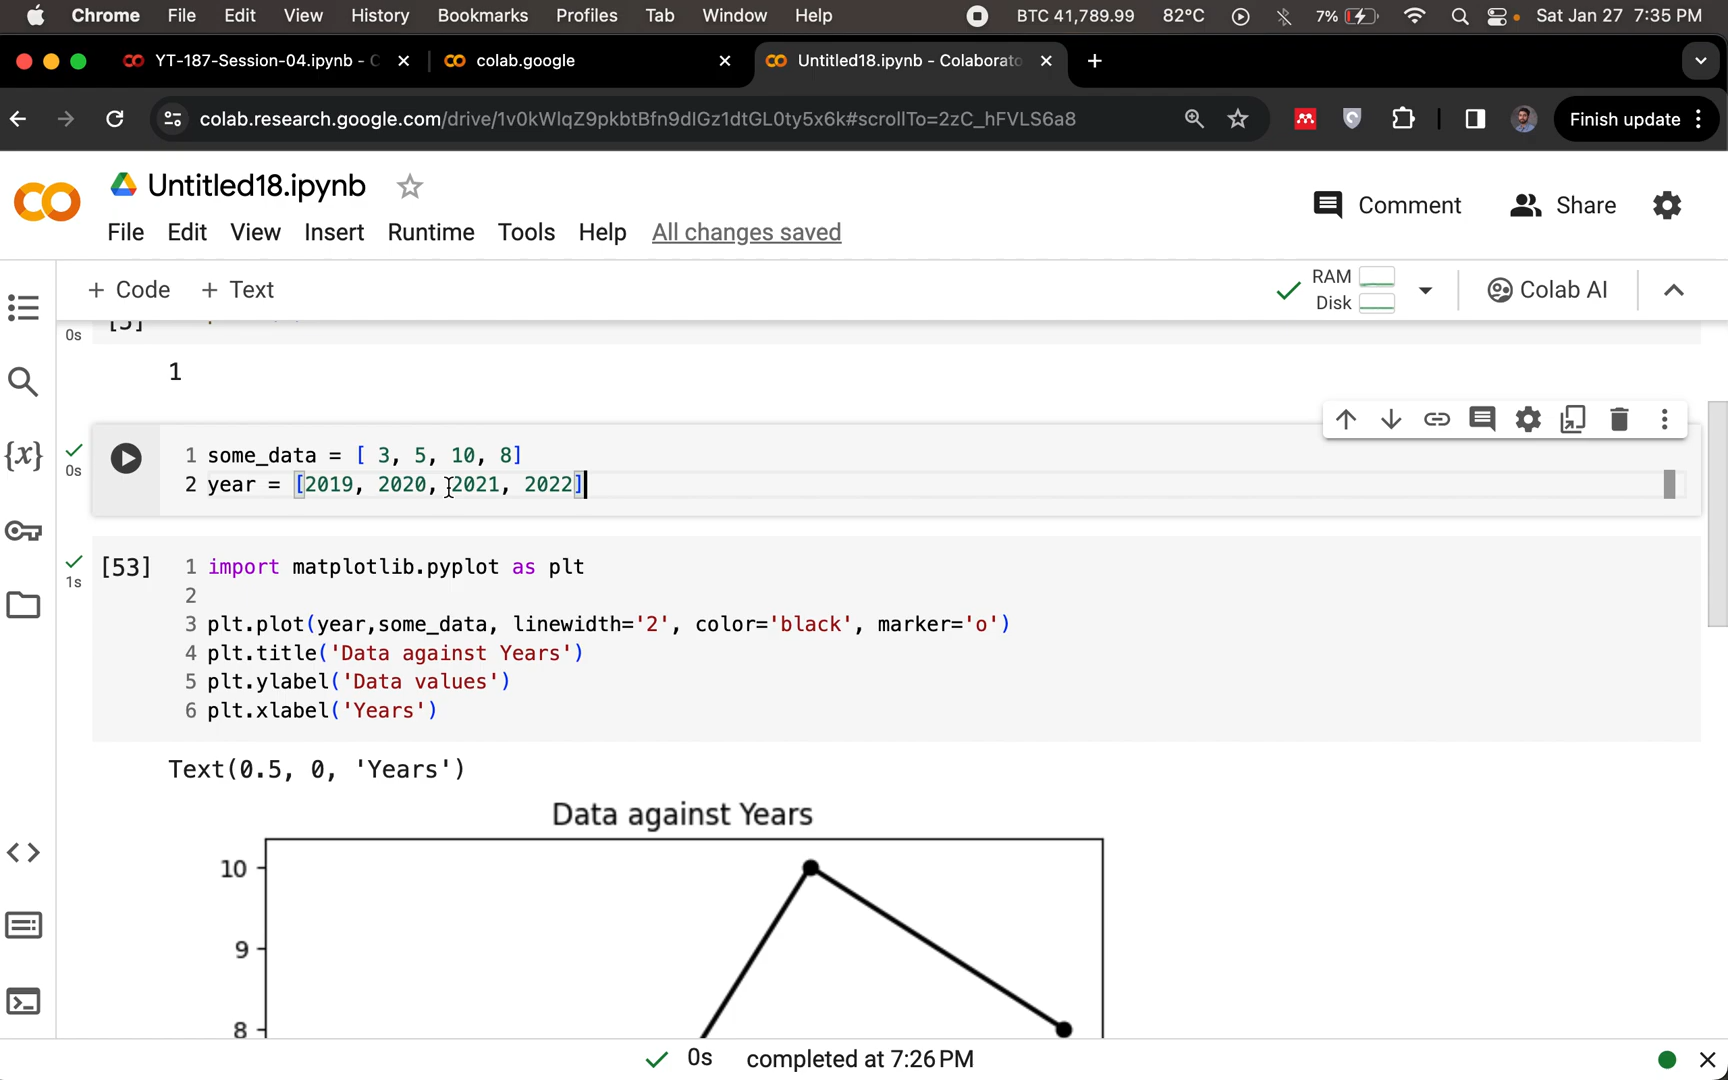 Chrome File Edit View History Bookmarks Profiles Tab Window Help BTC 41,789.99 82°C 7% Sat Jan 27 7:35 PM
YT-187-Session-04.ipynb - C colab.google Untitled18.ipynb - Colaborato
colab.research.google.com/drive/1v0kWlqZ9pkbtBfn9dIGz1dtGL0ty5x6k#scrollTo=2zC_hFVLS6a8 Finish update
Untitled18.ipynb
Comment Share
File Edit View Insert Runtime Tools Help All changes saved
+ Code + Text RAM Disk Colab AI
0s [5]
1
1 some_data = [ 3, 5, 10, 8]
0s
2 year = [2019, 2020, 2021, 2022]
[53] 1 import matplotlib.pyplot as plt
1s
2
3 plt.plot(year,some_data, linewidth='2', color='black', marker='o')
4 plt.title('Data against Years')
5 plt.ylabel('Data values')
6 plt.xlabel('Years')
Text(0.5, 0, 'Years')
Data against Years
10
9
8
0s completed at 7:26 PM